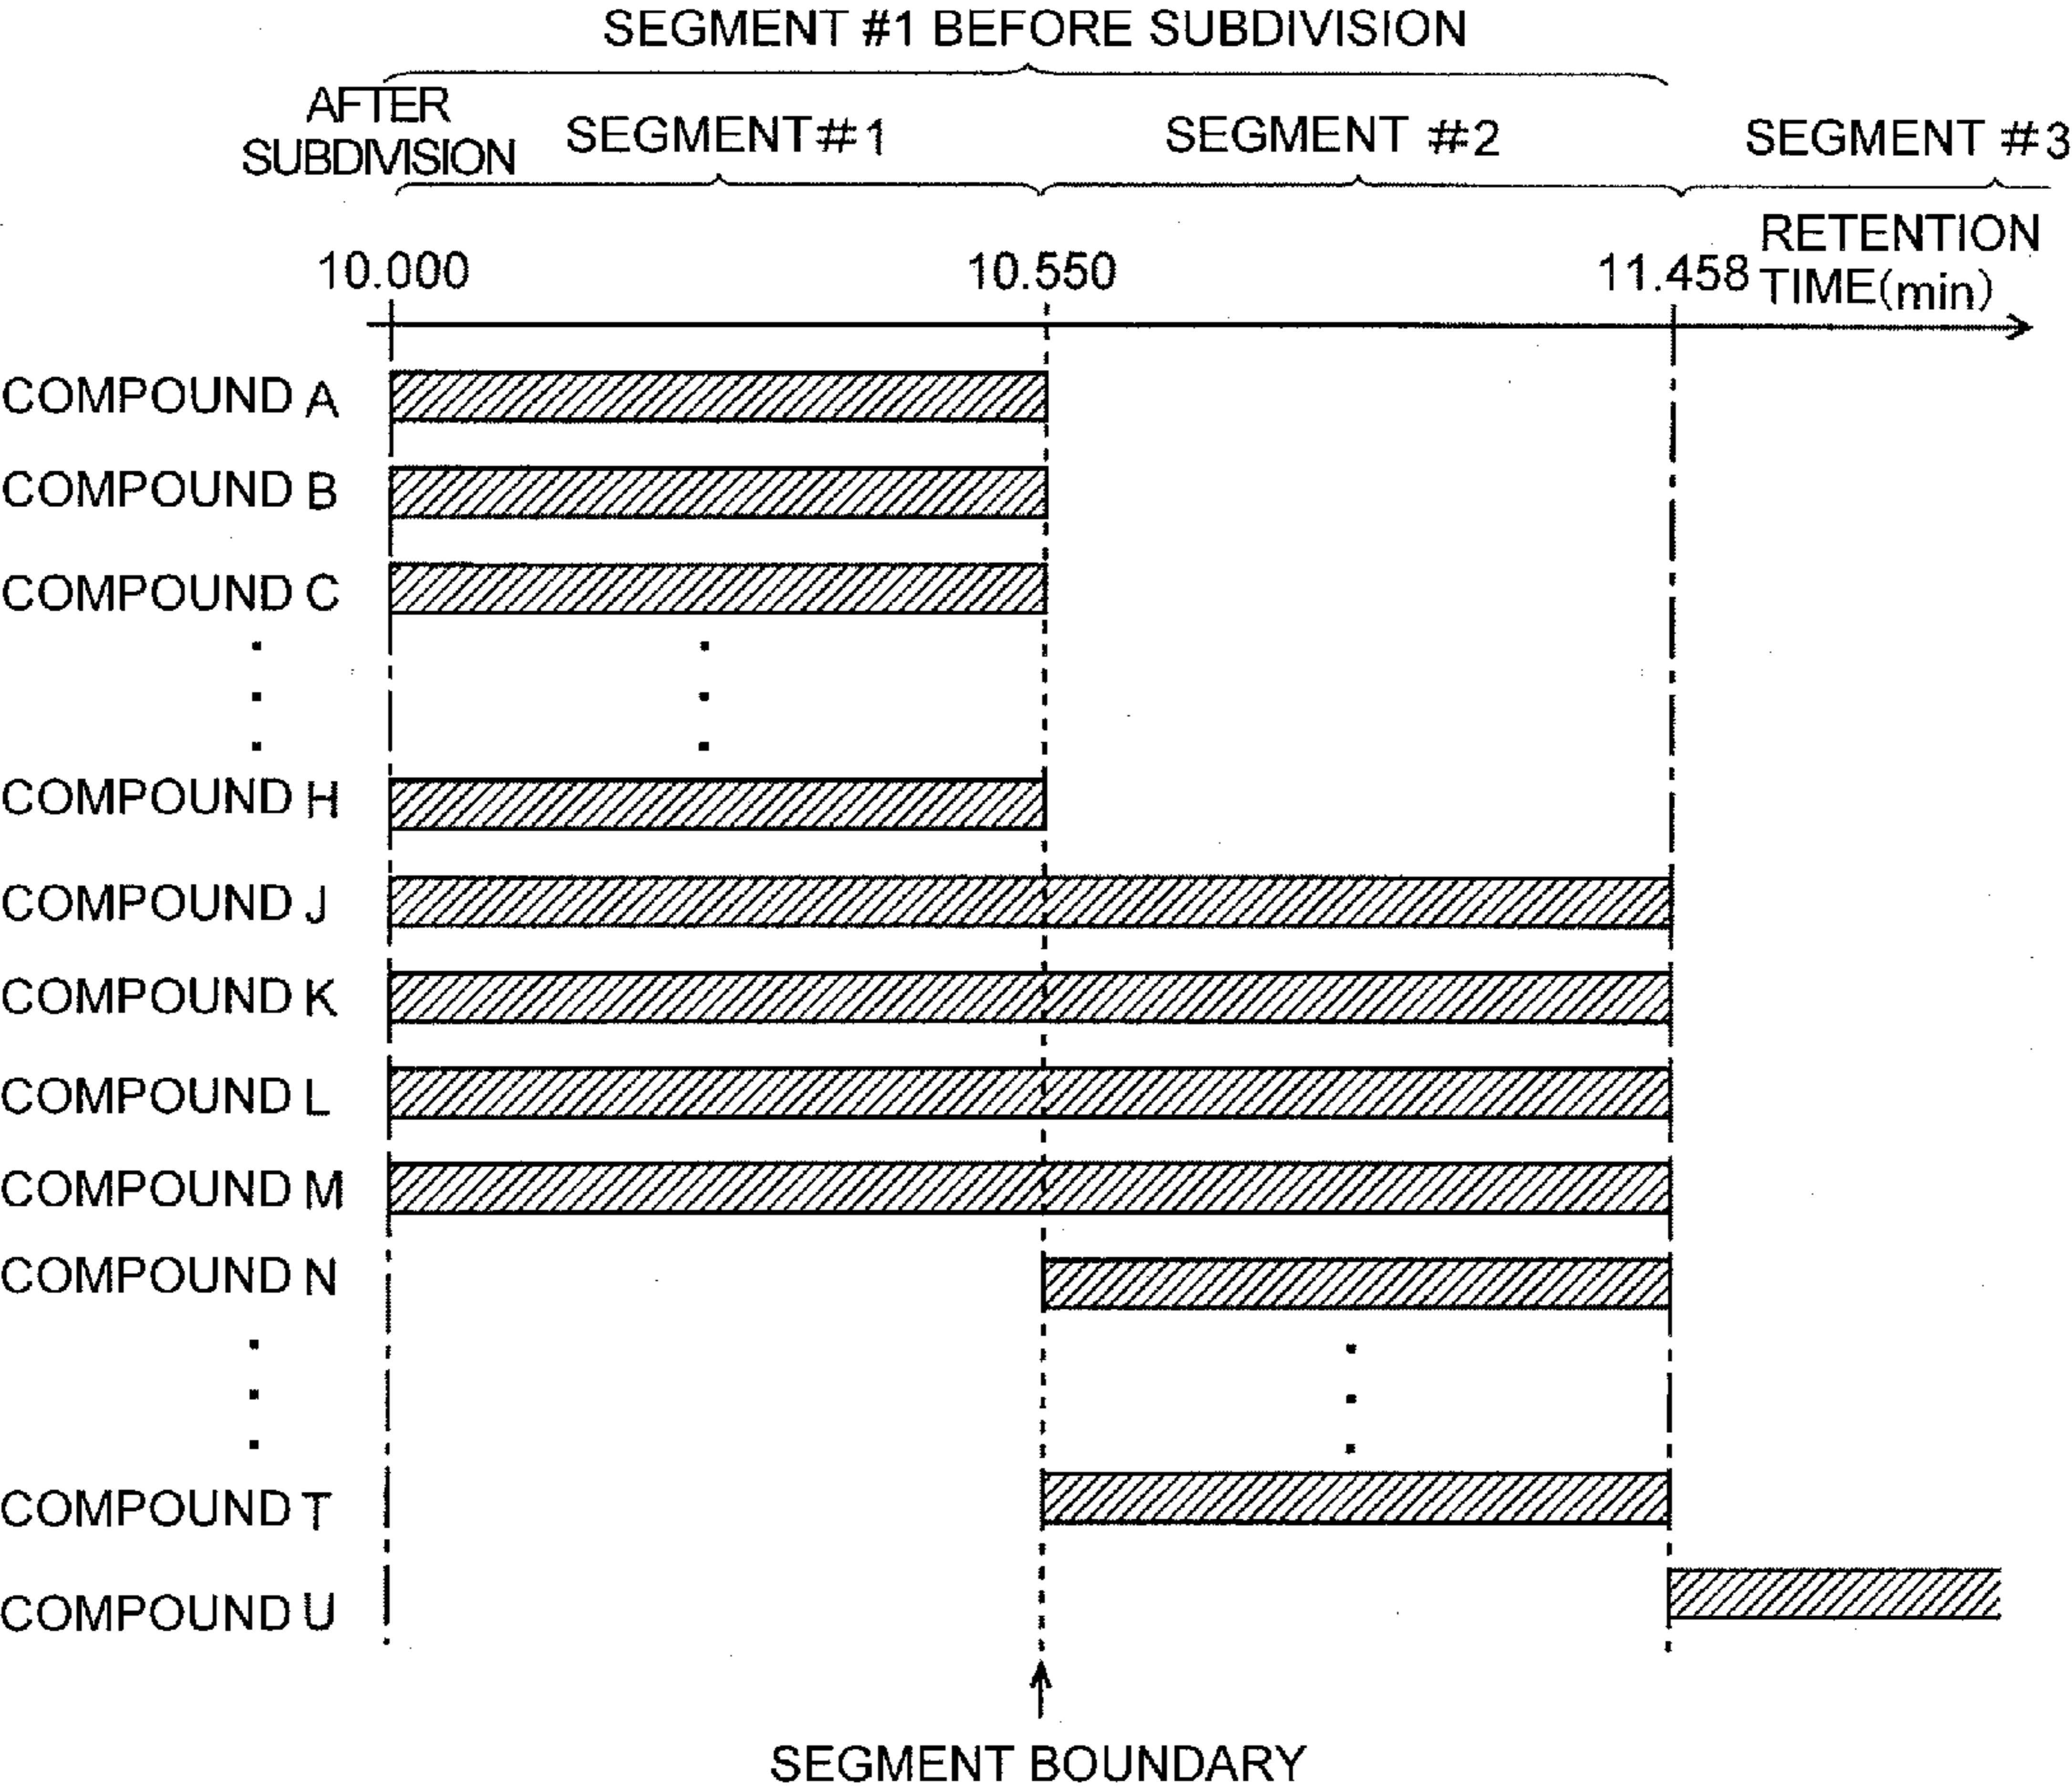 SEGMENT #1 BEFORE SUBDIVISION
AFTER
SUBDIVISION
SEGMENT#1
SEGMENT #2
SEGMENT #3
10.000
10.550
11.458
RETENTION
TIME(min)
COMPOUND A
COMPOUND B
COMPOUND C
COMPOUND H
COMPOUND J
COMPOUND K
COMPOUND L
COMPOUND M
COMPOUND N
COMPOUND T
COMPOUND U
SEGMENT BOUNDARY